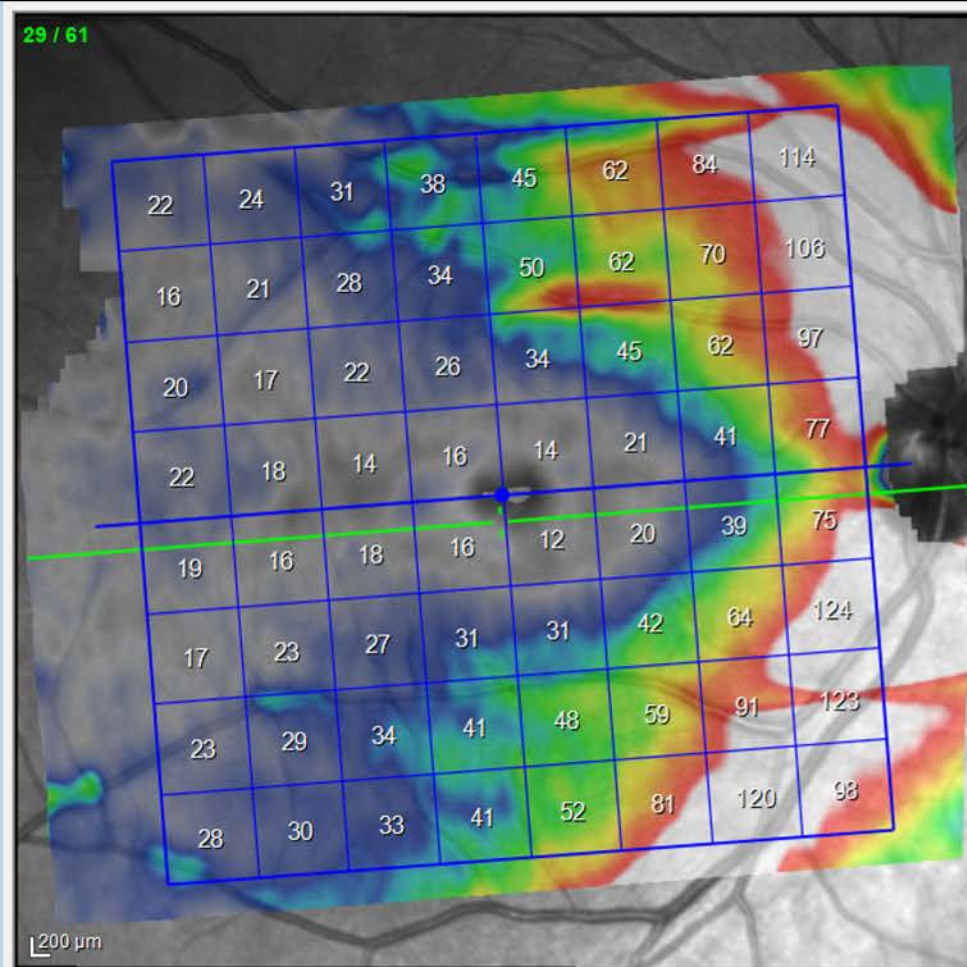 29 / 61
22 24 31 38 45 62 84 114
16 21 28 34 50 62 70 106
20 17 22 26 34 45 62 97
22 18 14 16 14 21 41 77
19 16 18 16 12 20 39 75
17 23 27 31 31 42 64 124
23 29 34 41 48 59 91 123
28 30 33 41 52 81 120 98
200 µm